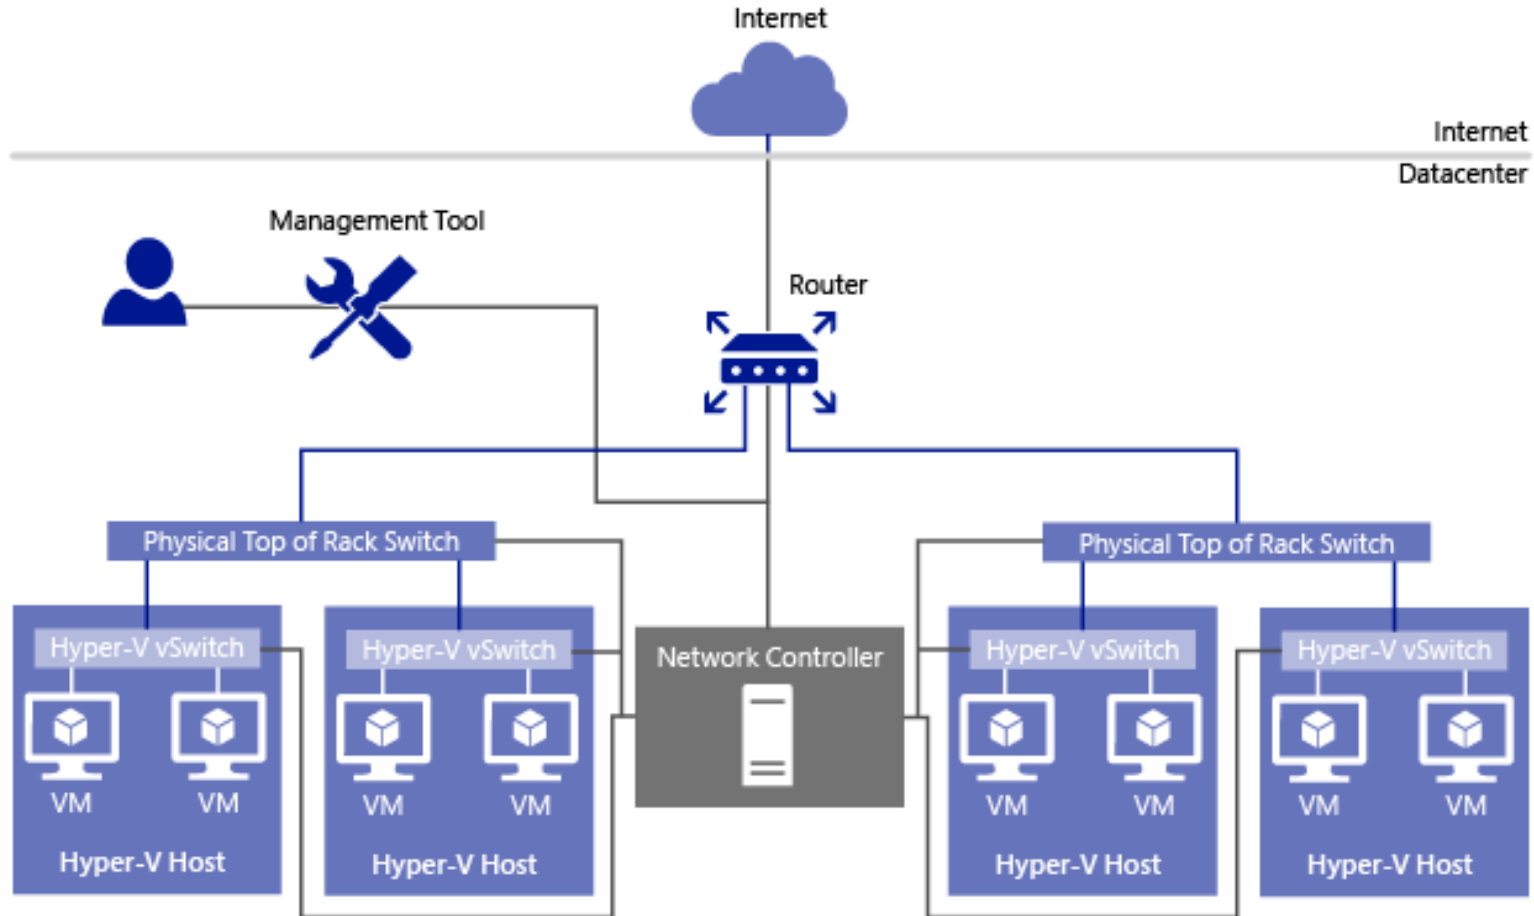 Internet
Internet
Datacenter
Management Tool
Router
Physical Top of Rack Switch
Physical Top of Rack Switch
Hyper-V vSwitch
Hyper-V vSwitch
Network Controller
Hyper-V vSwitch
Hyper-V vSwitch
VM
VM
VM
VM
VM
VM
VM
VM
Hyper-V Host
Hyper-V Host
Hyper-V Host
Hyper-V Host